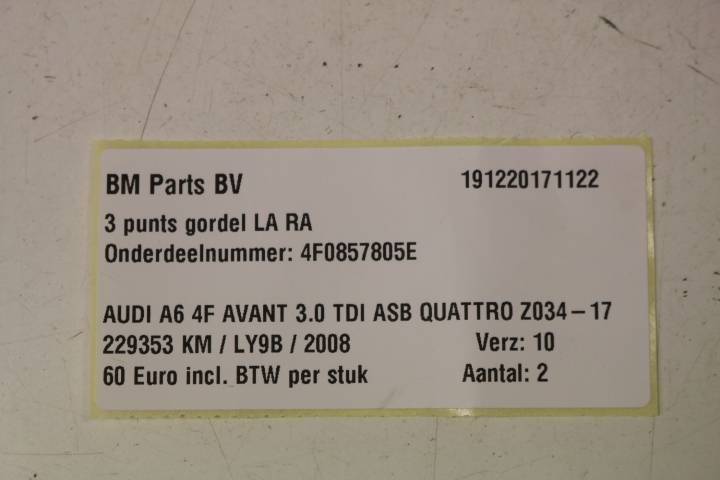 BM Parts BV 191220171122
3 punts gordel LA RA
Onderdeelnummer: 4F0857805E
AUDI A6 4F AVANT 3.0 TDI ASB QUATTRO Z034-17
229353 KM / LY9B / 2008 Verz: 10
60 Euro incl. BTW per stuk Aantal: 2